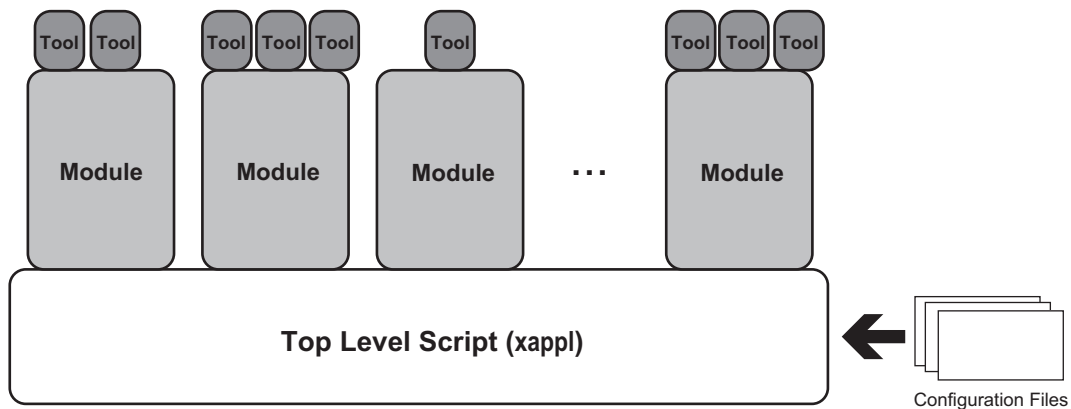 Tool Tool Tool Tool Tool Tool Tool Tool Tool
Module Module Module ... Module
Top Level Script (xappl)
Configuration Files